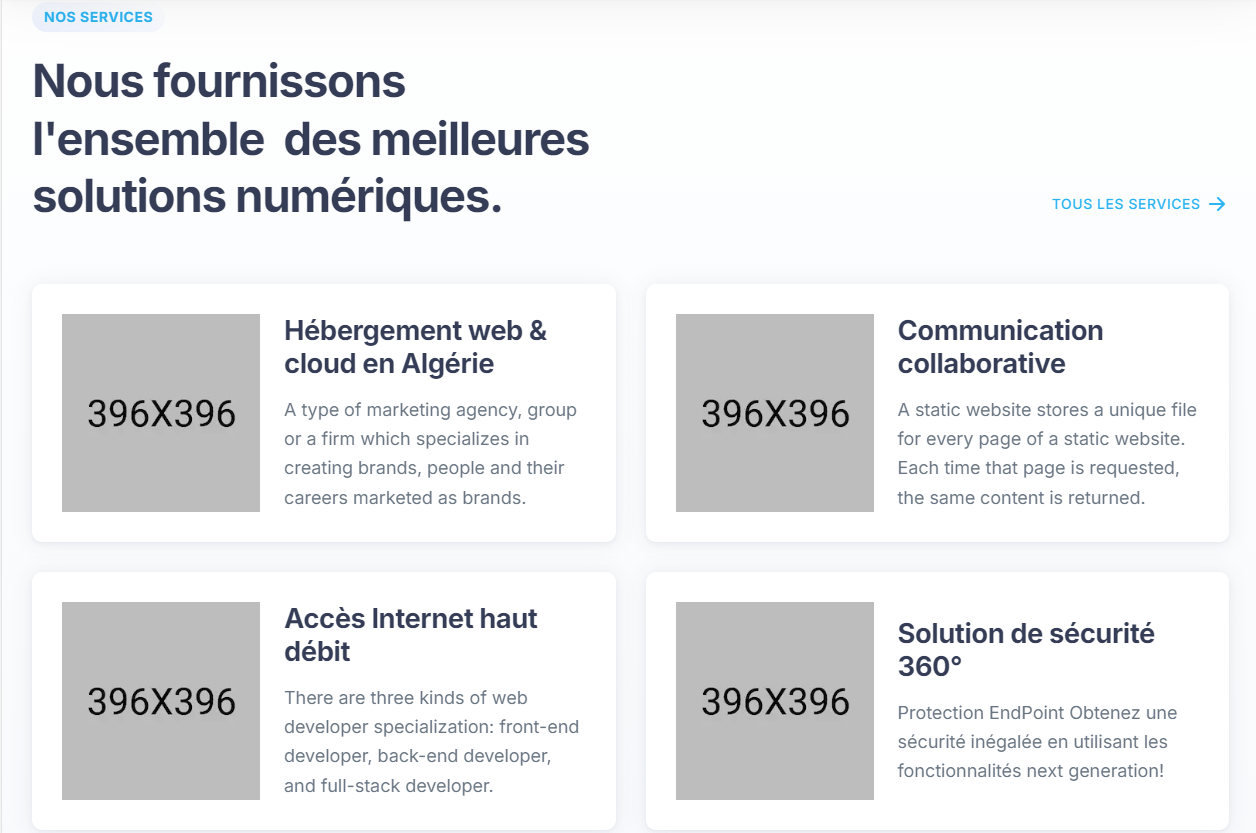 NOS SERVICES
Nous fournissons
l'ensemble  des meilleures
solutions numériques.
TOUS LES SERVICES
396X396
Hébergement web &
cloud en Algérie
A type of marketing agency, group
or a firm which specializes in
creating brands, people and their
careers marketed as brands.
396X396
Communication
collaborative
A static website stores a unique file
for every page of a static website.
Each time that page is requested,
the same content is returned.
396X396
Accès Internet haut
débit
There are three kinds of web
developer specialization: front-end
developer, back-end developer,
and full-stack developer.
396X396
Solution de sécurité
360°
Protection EndPoint Obtenez une
sécurité inégalée en utilisant les
fonctionnalités next generation!